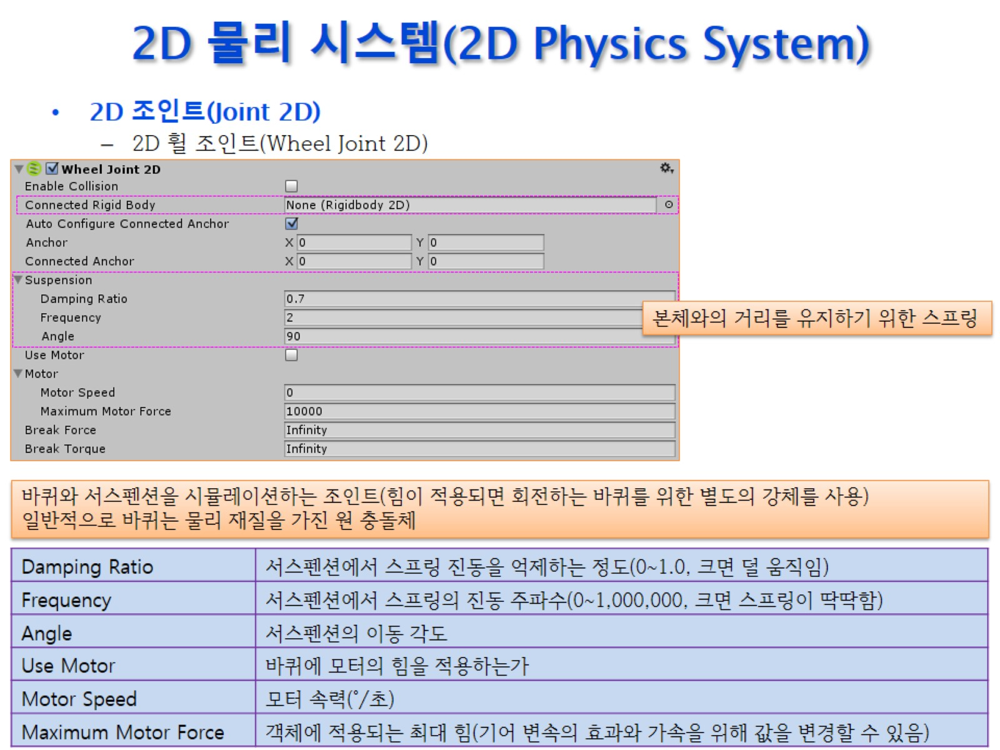 2D 물리 시스템(2D Physics System)
• 2D 조인트(Joint 2D)
– 2D 휠 조인트(Wheel Joint 2D)
Wheel Joint 2D
Enable Collision
Connected Rigid Body None (Rigidbody 2D)
Auto Configure Connected Anchor
Anchor X 0 Y 0
Connected Anchor X 0 Y 0
Suspension
Damping Ratio 0.7
Frequency 2
Angle 90
본체와의 거리를 유지하기 위한 스프링
Use Motor
Motor
Motor Speed 0
Maximum Motor Force 10000
Break Force Infinity
Break Torque Infinity
바퀴와 서스펜션을 시뮬레이션하는 조인트(힘이 적용되면 회전하는 바퀴를 위한 별도의 강체를 사용)
일반적으로 바퀴는 물리 재질을 가진 원 충돌체
Damping Ratio 서스펜션에서 스프링 진동을 억제하는 정도(0~1.0, 크면 덜 움직임)
Frequency 서스펜션에서 스프링의 진동 주파수(0~1,000,000, 크면 스프링이 딱딱함)
Angle 서스펜션의 이동 각도
Use Motor 바퀴에 모터의 힘을 적용하는가
Motor Speed 모터 속력(°/초)
Maximum Motor Force 객체에 적용되는 최대 힘(기어 변속의 효과와 가속을 위해 값을 변경할 수 있음)